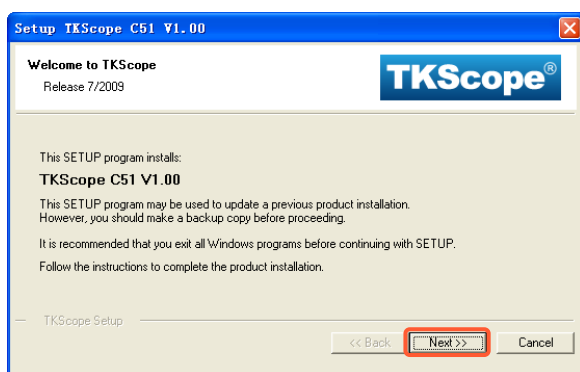 Setup TKScope C51 V1.00
Welcome to TKScope
Release 7/2009
TKScope®
This SETUP program installs:
TKScope C51 V1.00
This SETUP program may be used to update a previous product installation.
However, you should make a backup copy before proceeding.
It is recommended that you exit all Windows programs before continuing with SETUP.
Follow the instructions to complete the product installation.
TKScope Setup
<< Back Next >> Cancel